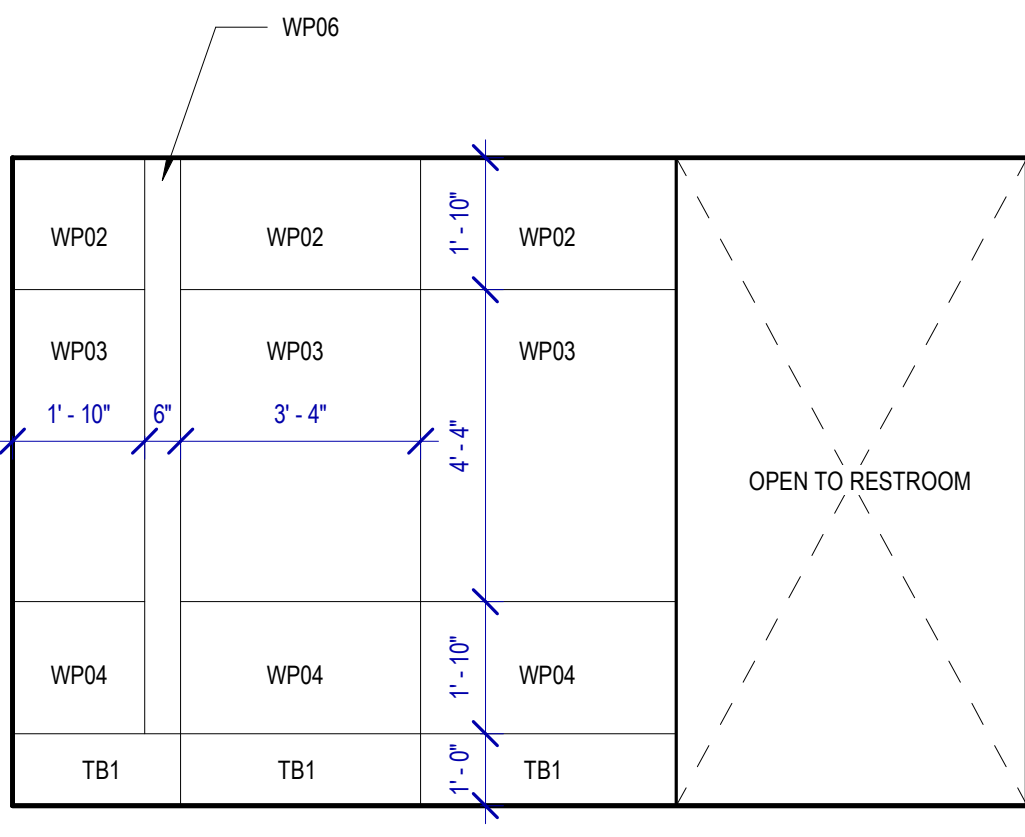 WP06
WP02
WP02
1' - 10"
WP02
WP03
WP03
WP03
1' - 10"
6"
3' - 4"
4' - 4"
OPEN TO RESTROOM
WP04
WP04
1' - 10"
WP04
TB1
TB1
1' - 0"
TB1